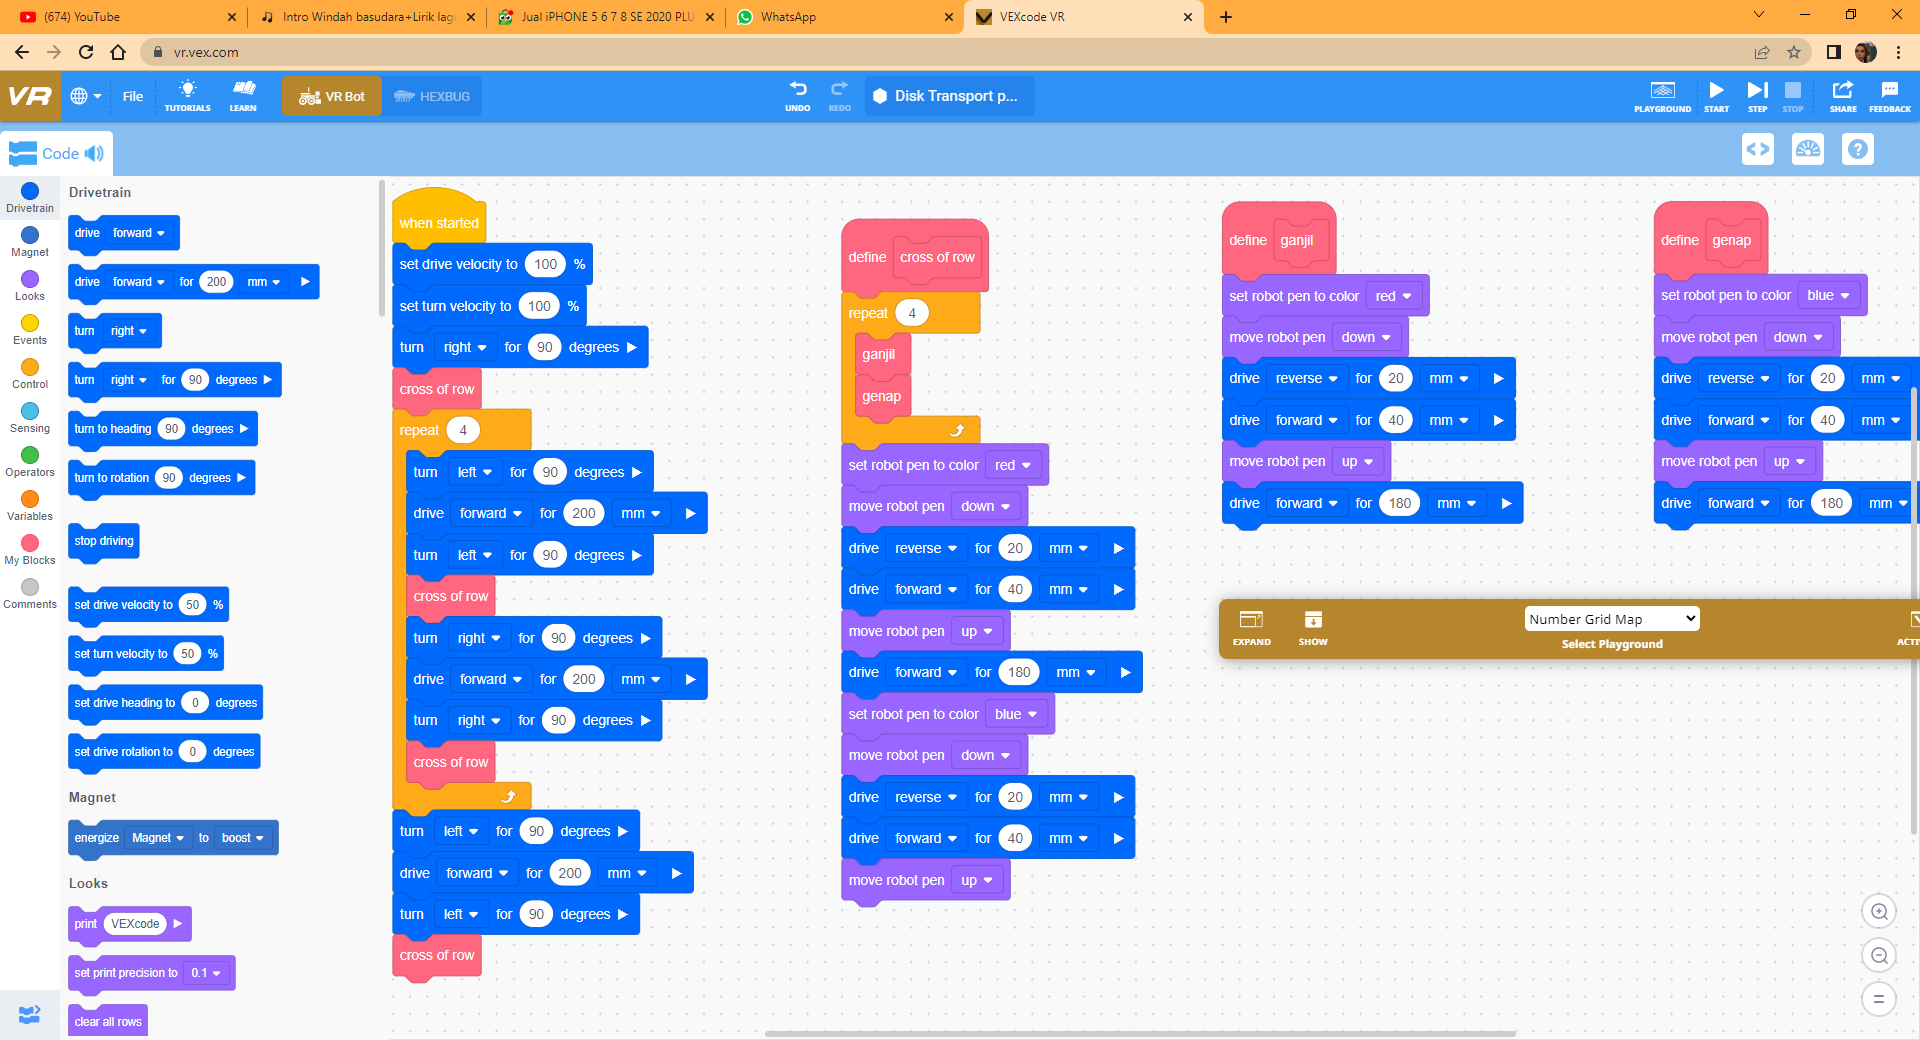 (674) YouTube
Intro Windah basudara+Lirik lagu
Jual iPHONE 5 6 7 8 SE 2020 PLU
WhatsApp
VEXcode VR
vr.vex.com
VR
File
TUTORIALS
LEARN
VR Bot
HEXBUG
UNDO
REDO
Disk Transport p...
PLAYGROUND
START
STEP
STOP
SHARE
FEEDBACK
Code
Drivetrain
Magnet
Looks
Events
Control
Sensing
Operators
Variables
My Blocks
Comments
Drivetrain
drive forward
drive forward for 200 mm
turn right
turn right for 90 degrees
turn to heading 90 degrees
turn to rotation 90 degrees
stop driving
set drive velocity to 50 %
set turn velocity to 50 %
set drive heading to 0 degrees
set drive rotation to 0 degrees
Magnet
energize Magnet to boost
Looks
print VEXcode
set print precision to 0.1
clear all rows
when started
set drive velocity to 100 %
set turn velocity to 100 %
turn right for 90 degrees
cross of row
repeat 4
turn left for 90 degrees
drive forward for 200 mm
turn left for 90 degrees
cross of row
turn right for 90 degrees
drive forward for 200 mm
turn right for 90 degrees
cross of row
turn left for 90 degrees
drive forward for 200 mm
turn left for 90 degrees
cross of row
define cross of row
repeat 4
ganjil
genap
set robot pen to color red
move robot pen down
drive reverse for 20 mm
drive forward for 40 mm
move robot pen up
drive forward for 180 mm
set robot pen to color blue
move robot pen down
drive reverse for 20 mm
drive forward for 40 mm
move robot pen up
define ganjil
set robot pen to color red
move robot pen down
drive reverse for 20 mm
drive forward for 40 mm
move robot pen up
drive forward for 180 mm
define genap
set robot pen to color blue
move robot pen down
drive reverse for 20 mm
drive forward for 40 mm
move robot pen up
drive forward for 180 mm
EXPAND
SHOW
Number Grid Map
Select Playground